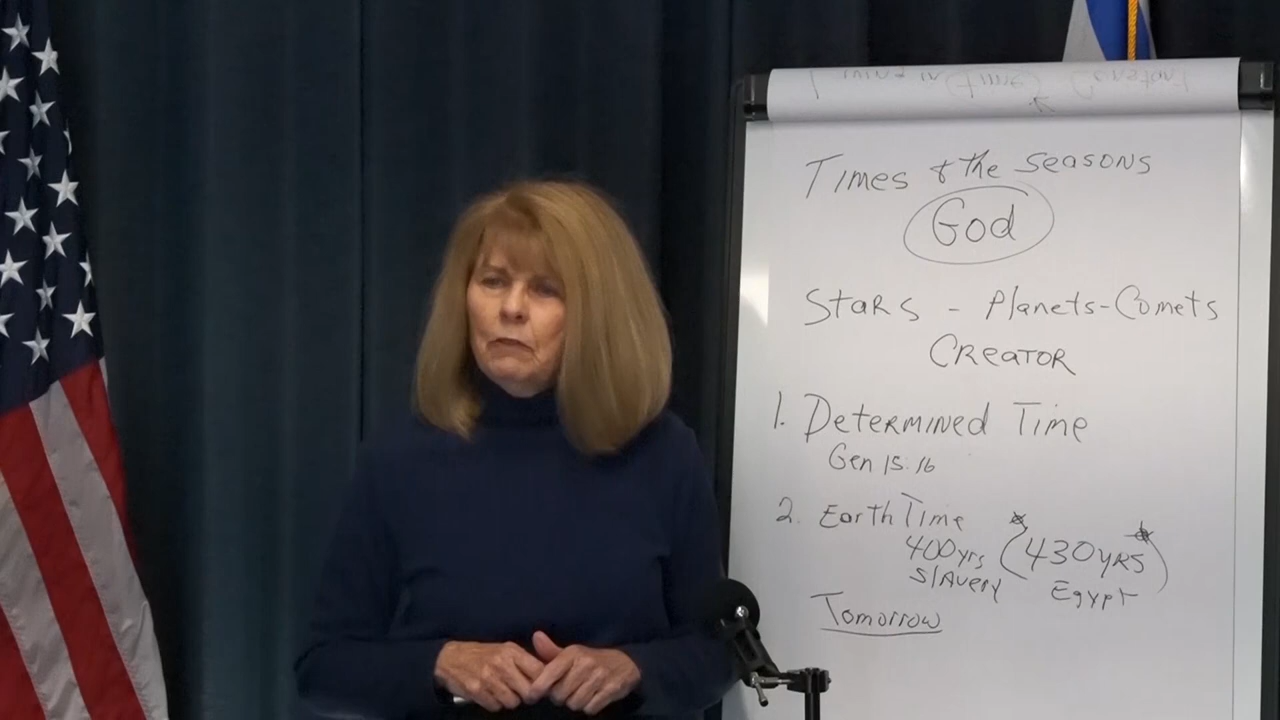 Times & the Seasons
God
Stars - Planets-Comets
Creator
1. Determined Time
Gen 15:16
2. Earth Time
400yrs (430yrs)
Slavery Egypt
Tomorrow